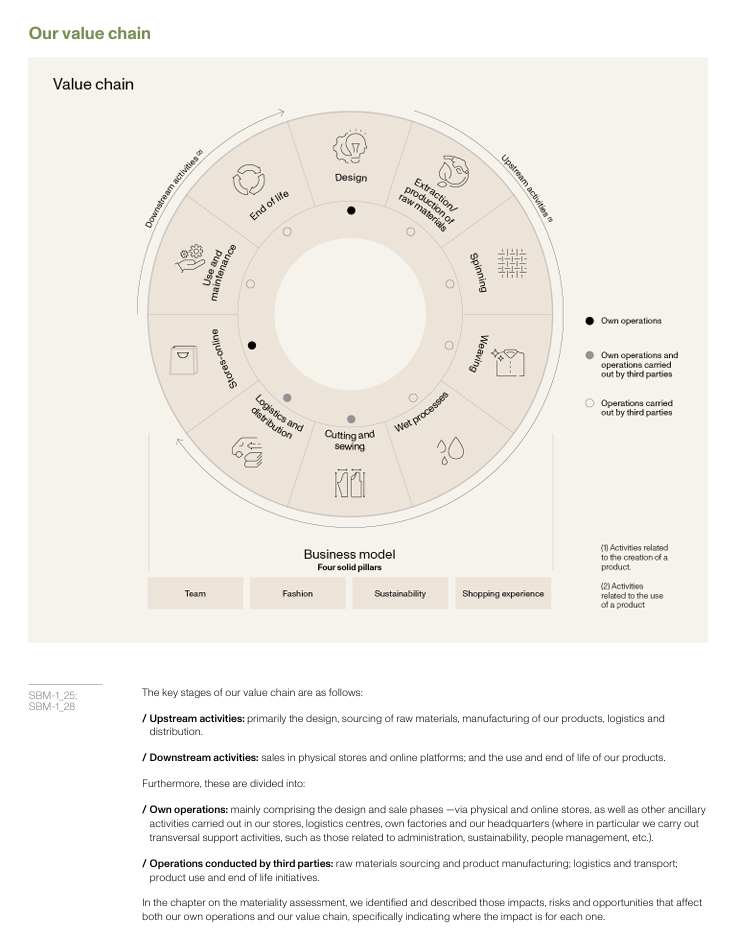 Our value chain
Value chain
Downstream activities (2)
Upstream activities (1)
Design
Extraction/
production of
raw materials
Spinning
Weaving
Wet processes
Cutting and
sewing
Logistics and
distribution
Stores-online
Use and
maintenance
End of life
Own operations
Own operations and
operations carried
out by third parties
Operations carried
out by third parties
Business model
Four solid pillars
Team
Fashion
Sustainability
Shopping experience
(1) Activities related
to the creation of a
product.
(2) Activities
related to the use
of a product
SBM-1_25;
SBM-1_28
The key stages of our value chain are as follows:
/ Upstream activities: primarily the design, sourcing of raw materials, manufacturing of our products, logistics and
distribution.
/ Downstream activities: sales in physical stores and online platforms; and the use and end of life of our products.
Furthermore, these are divided into:
/ Own operations: mainly comprising the design and sale phases —via physical and online stores, as well as other ancillary
activities carried out in our stores, logistics centres, own factories and our headquarters (where in particular we carry out
transversal support activities, such as those related to administration, sustainability, people management, etc.).
/ Operations conducted by third parties: raw materials sourcing and product manufacturing; logistics and transport;
product use and end of life initiatives.
In the chapter on the materiality assessment, we identified and described those impacts, risks and opportunities that affect
both our own operations and our value chain, specifically indicating where the impact is for each one.